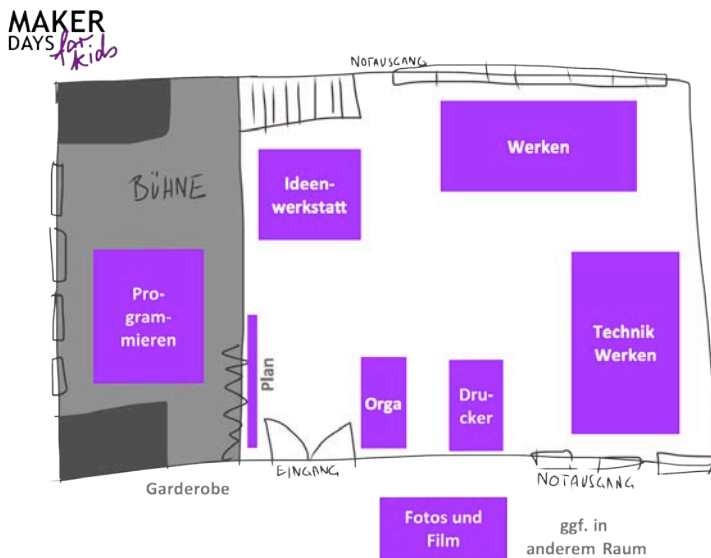 MAKER
DAYS for
kids
NOTAUSGANG
Werken
Ideen-
werkstatt
BÜHNE
Pro-
gram-
mieren
Technik
Werken
Plan
Orga
Dru-
cker
EINGANG
NOTAUSGANG
Garderobe
Fotos und
Film
ggf. in
anderem Raum